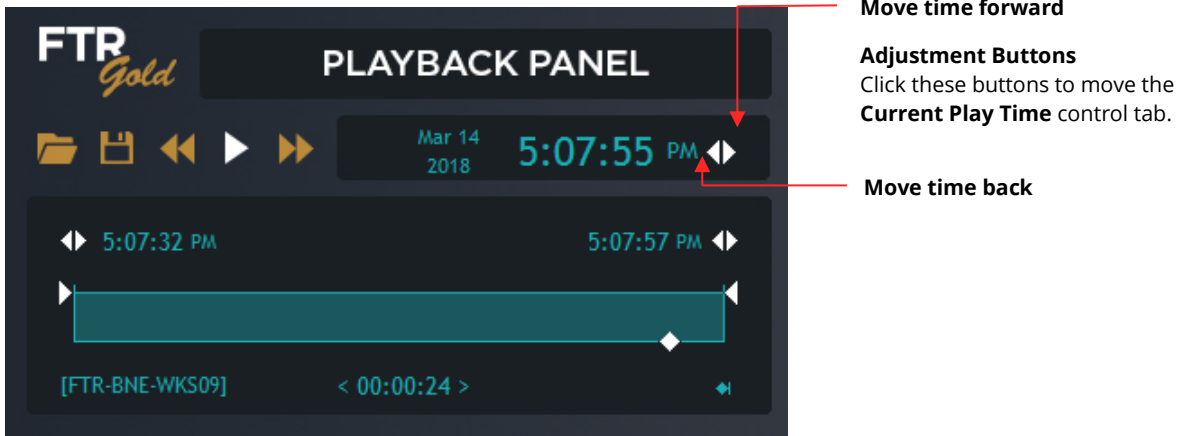 Move time forward
FTR
Gold
PLAYBACK PANEL
Adjustment Buttons
Click these buttons to move the
Current Play Time control tab.
Mar 14
2018
5:07:55 PM
Move time back
5:07:32 PM
5:07:57 PM
[FTR-BNE-WKS09]
< 00:00:24 >